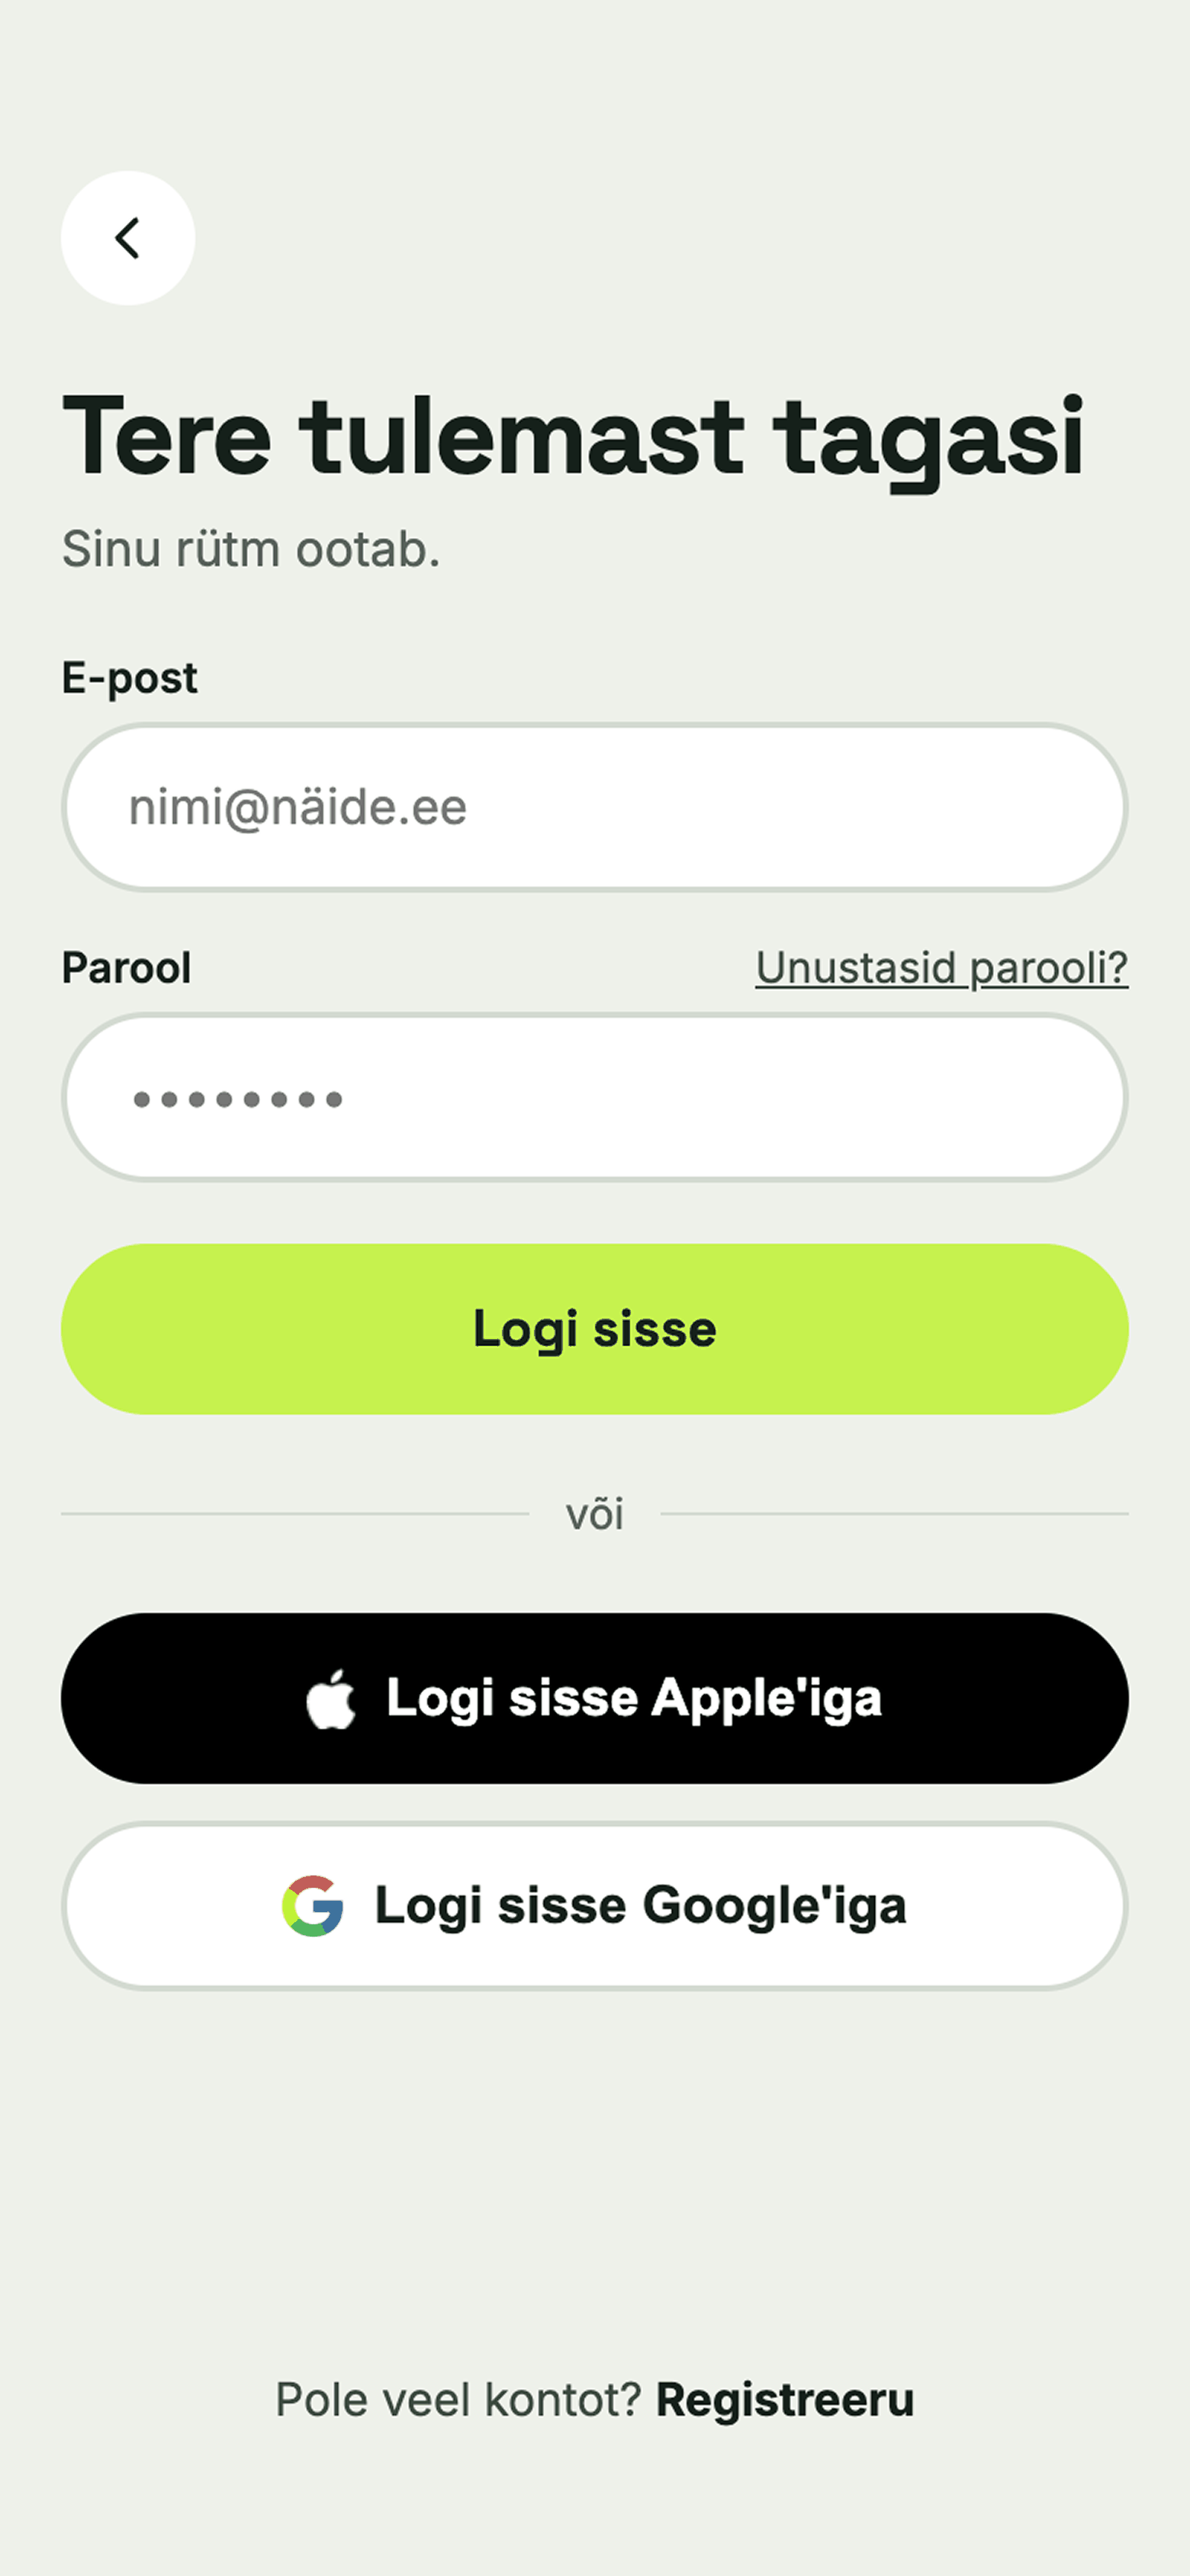 Tere tulemast tagasi
Sinu rütm ootab.
E-post
nimi@näide.ee
Parool Unustasid parooli?
••••••••
Logi sisse
või
Logi sisse Apple'iga
Logi sisse Google'iga
Pole veel kontot? Registreeru